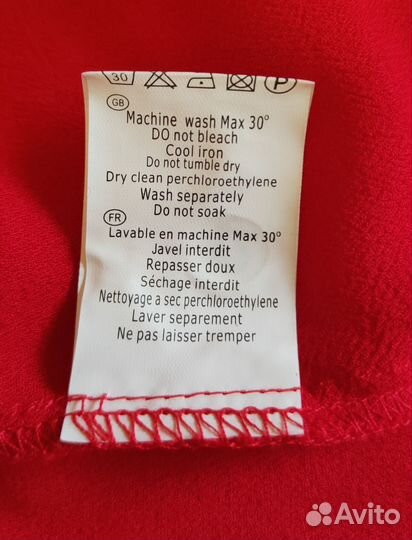 30 P
GB
Machine wash Max 30°
DO not bleach
Cool iron
Do not tumble dry
Dry clean perchloroethylene
Wash separately
Do not soak
FR
Lavable en machine Max 30°
Javel interdit
Repasser doux
Séchage interdit
Nettoyage a sec perchloroethylene
Laver separement
Ne pas laisser tremper
Avito